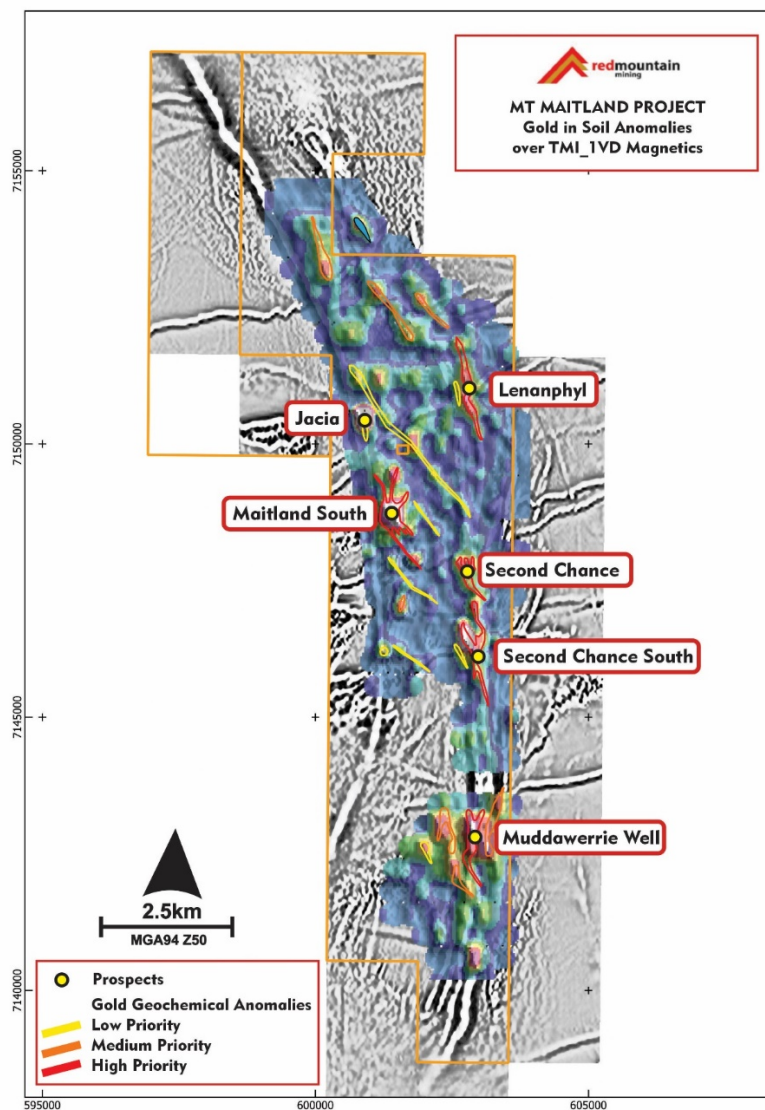 redmountain
mining
MT MAITLAND PROJECT
Gold in Soil Anomalies
over TMI_1VD Magnetics
7155000
Lenanphyl
Jacia
7150000
Maitland South
Second Chance
Second Chance South
7145000
Muddawerrie Well
2.5km
MGA94 Z50
7140000
Prospects
Gold Geochemical Anomalies
Low Priority
Medium Priority
High Priority
595000
600000
605000